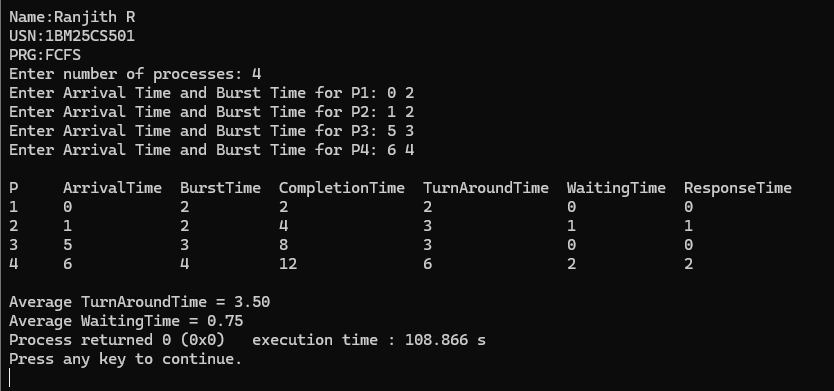 Name:Ranjith R
USN:1BM25CS501
PRG:FCFS
Enter number of processes: 4
Enter Arrival Time and Burst Time for P1: 0 2
Enter Arrival Time and Burst Time for P2: 1 2
Enter Arrival Time and Burst Time for P3: 5 3
Enter Arrival Time and Burst Time for P4: 6 4
P ArrivalTime BurstTime CompletionTime TurnAroundTime WaitingTime ResponseTime
1 0 2 2 2 0 0
2 1 2 4 3 1 1
3 5 3 8 3 0 0
4 6 4 12 6 2 2
Average TurnAroundTime = 3.50
Average WaitingTime = 0.75
Process returned 0 (0x0) execution time : 108.866 s
Press any key to continue.